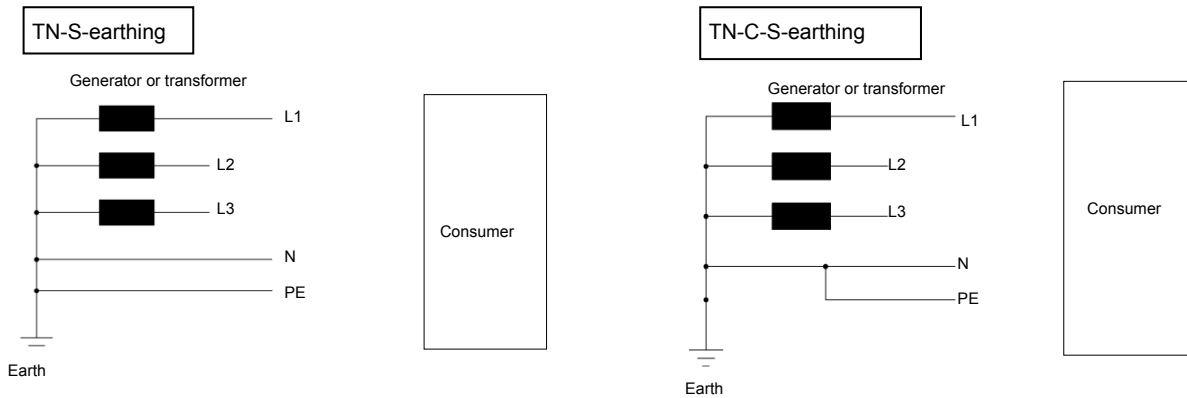 TN-S-earthing
Generator or transformer
L1
L2
L3
N
PE
Earth
Consumer
TN-C-S-earthing
Generator or transformer
L1
L2
L3
N
PE
Earth
Consumer